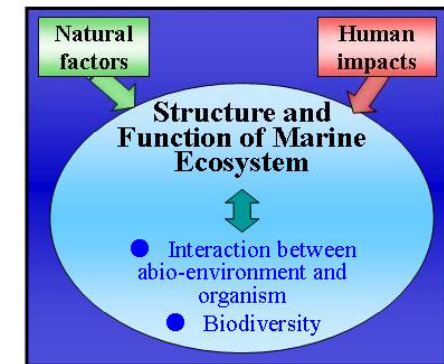 Natural
factors
Human
impacts
Structure and
Function of Marine
Ecosystem
● Interaction between
abio-environment and
organism
● Biodiversity